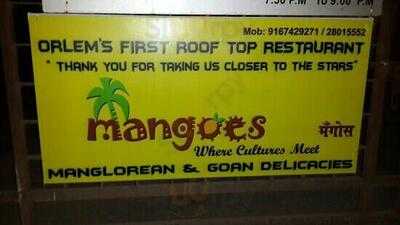 7.30 P.M TO 9.00 P.M
Mob: 9167429271 / 28015552
ORLEM'S FIRST ROOF TOP RESTAURANT
" THANK YOU FOR TAKING US CLOSER TO THE STARS"
mangoes
मँगोस
Where Cultures Meet
MANGLOREAN & GOAN DELICACIES